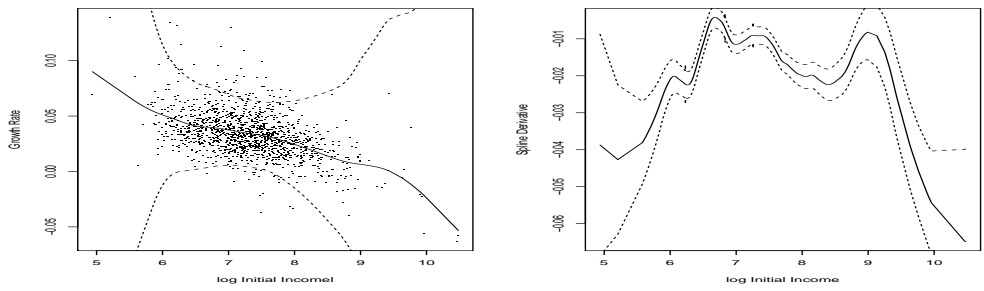 Growth Rate
0.10
0.05
0.00
-0.05
5 6 7 8 9 10
log Initial Incomel
Spline Derivative
-0.01
-0.02
-0.03
-0.04
-0.05
-0.06
5 6 7 8 9 10
log Initial Income